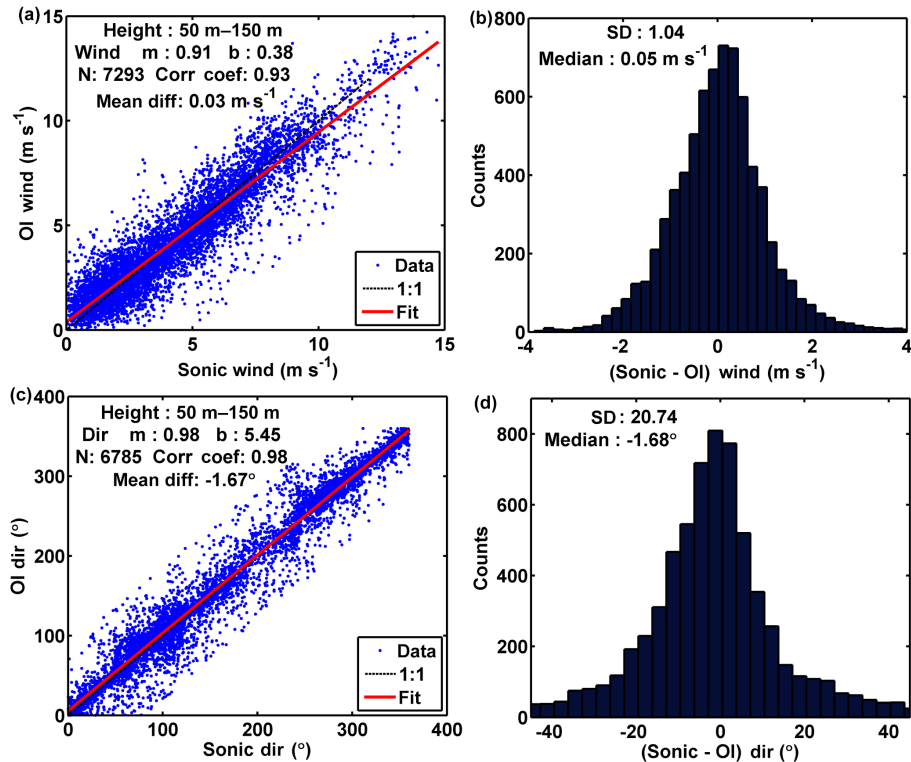 (a)
Height : 50 m–150 m
Wind m : 0.91 b : 0.38
N: 7293 Corr coef: 0.93
Mean diff: 0.03 m s⁻¹
15
10
5
0
OI wind (m s⁻¹)
Data
1:1
Fit
0 5 10 15
Sonic wind (m s⁻¹)
(b)
SD : 1.04
Median : 0.05 m s⁻¹
800
600
400
200
0
Counts
-4 -2 0 2 4
(Sonic - OI) wind (m s⁻¹)
(c)
Height : 50 m–150 m
Dir m : 0.98 b : 5.45
N: 6785 Corr coef: 0.98
Mean diff: -1.67°
400
300
200
100
0
OI dir (°)
Data
1:1
Fit
0 100 200 300 400
Sonic dir (°)
(d)
SD : 20.74
Median : -1.68°
800
600
400
200
0
Counts
-40 -20 0 20 40
(Sonic - OI) dir (°)